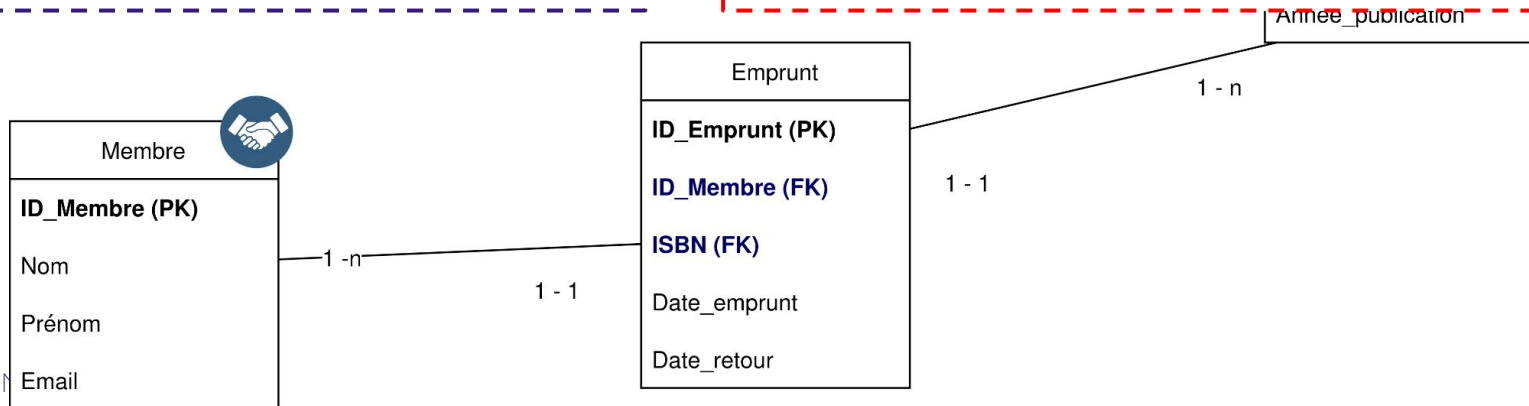 Année_publication
Emprunt
1 - n
ID_Emprunt (PK)
Membre
ID_Membre (FK)
1 - 1
ID_Membre (PK)
ISBN (FK)
1 -n
Nom
1 - 1
Date_emprunt
Prénom
Date_retour
Email